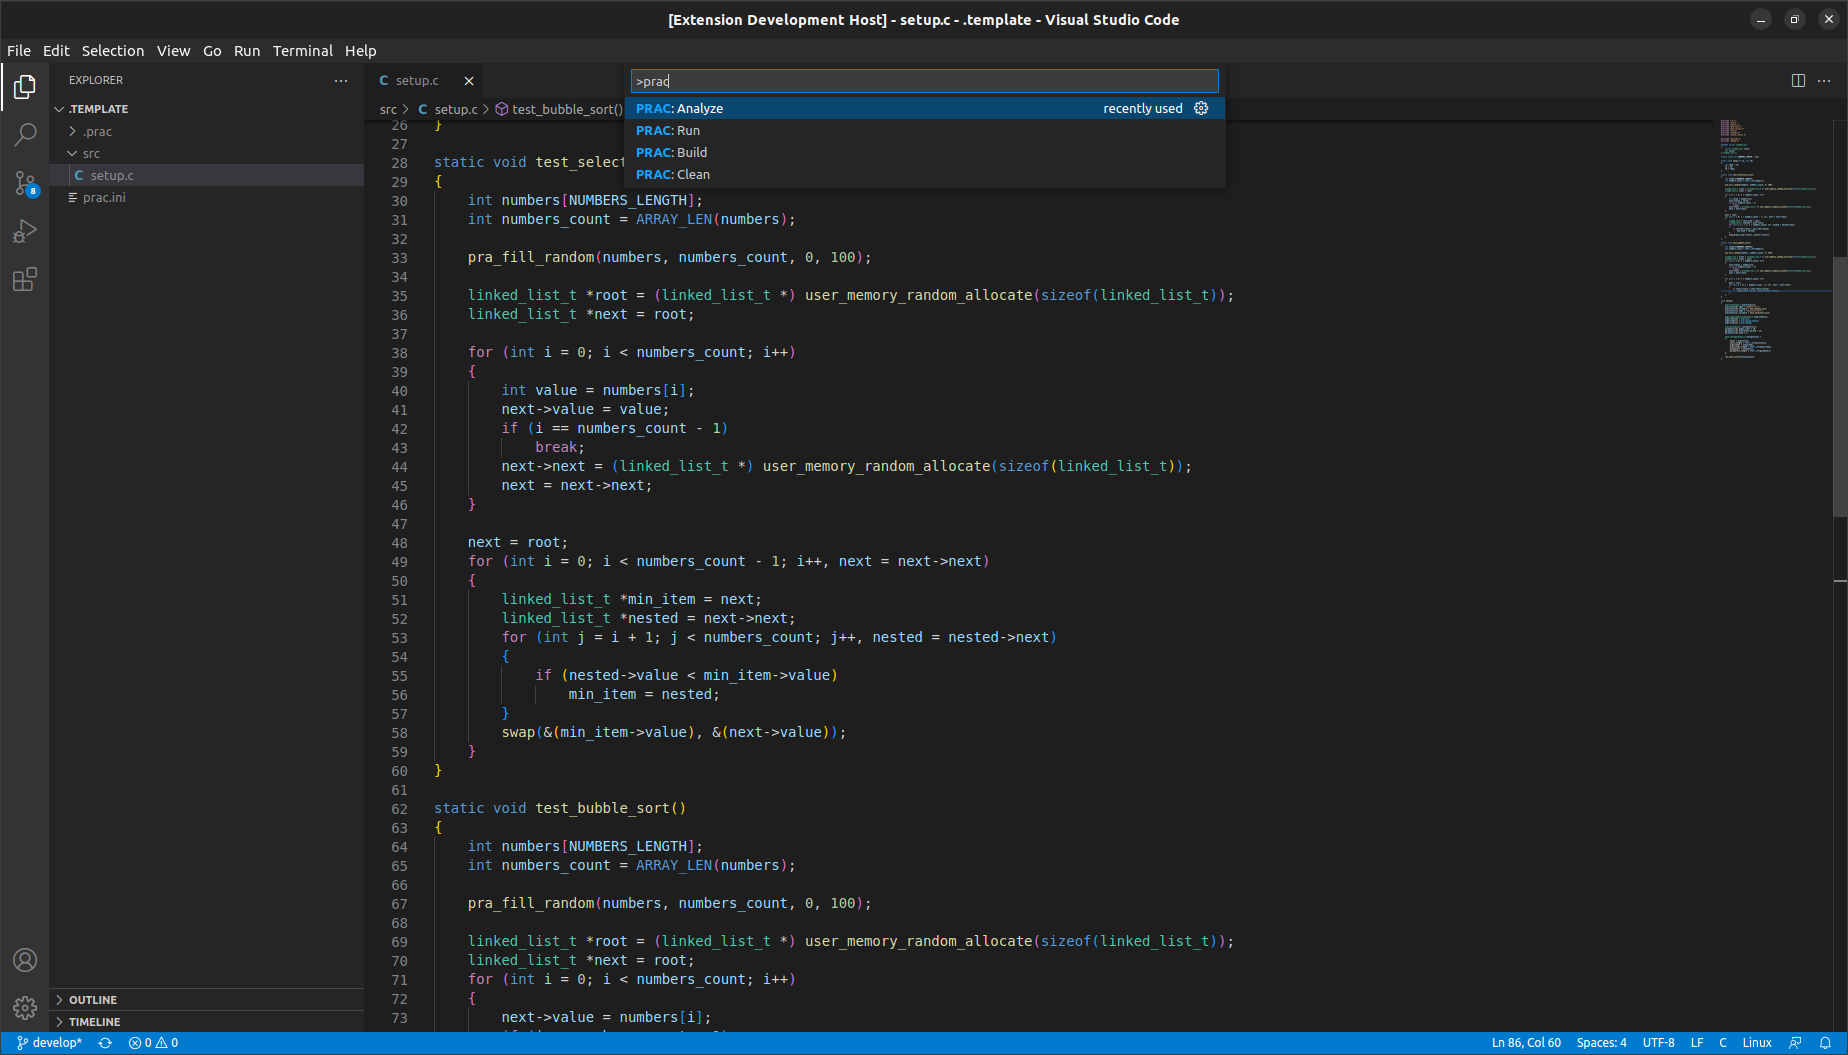 [Extension Development Host] - setup.c - .template - Visual Studio Code
File Edit Selection View Go Run Terminal Help
EXPLORER
.TEMPLATE
.prac
src
C setup.c
prac.ini
8
OUTLINE
TIMELINE
C setup.c
src > C setup.c > test_bubble_sort()
>prac
PRAC: Analyze recently used
PRAC: Run
PRAC: Build
PRAC: Clean
26 }
27
28 static void test_select
29 {
30 int numbers[NUMBERS_LENGTH];
31 int numbers_count = ARRAY_LEN(numbers);
32
33 pra_fill_random(numbers, numbers_count, 0, 100);
34
35 linked_list_t *root = (linked_list_t *) user_memory_random_allocate(sizeof(linked_list_t));
36 linked_list_t *next = root;
37
38 for (int i = 0; i < numbers_count; i++)
39 {
40 int value = numbers[i];
41 next->value = value;
42 if (i == numbers_count - 1)
43 break;
44 next->next = (linked_list_t *) user_memory_random_allocate(sizeof(linked_list_t));
45 next = next->next;
46 }
47
48 next = root;
49 for (int i = 0; i < numbers_count - 1; i++, next = next->next)
50 {
51 linked_list_t *min_item = next;
52 linked_list_t *nested = next->next;
53 for (int j = i + 1; j < numbers_count; j++, nested = nested->next)
54 {
55 if (nested->value < min_item->value)
56 min_item = nested;
57 }
58 swap(&(min_item->value), &(next->value));
59 }
60 }
61
62 static void test_bubble_sort()
63 {
64 int numbers[NUMBERS_LENGTH];
65 int numbers_count = ARRAY_LEN(numbers);
66
67 pra_fill_random(numbers, numbers_count, 0, 100);
68
69 linked_list_t *root = (linked_list_t *) user_memory_random_allocate(sizeof(linked_list_t));
70 linked_list_t *next = root;
71 for (int i = 0; i < numbers_count; i++)
72 {
73 next->value = numbers[i];
develop* 0 0 Ln 86, Col 60 Spaces: 4 UTF-8 LF C Linux